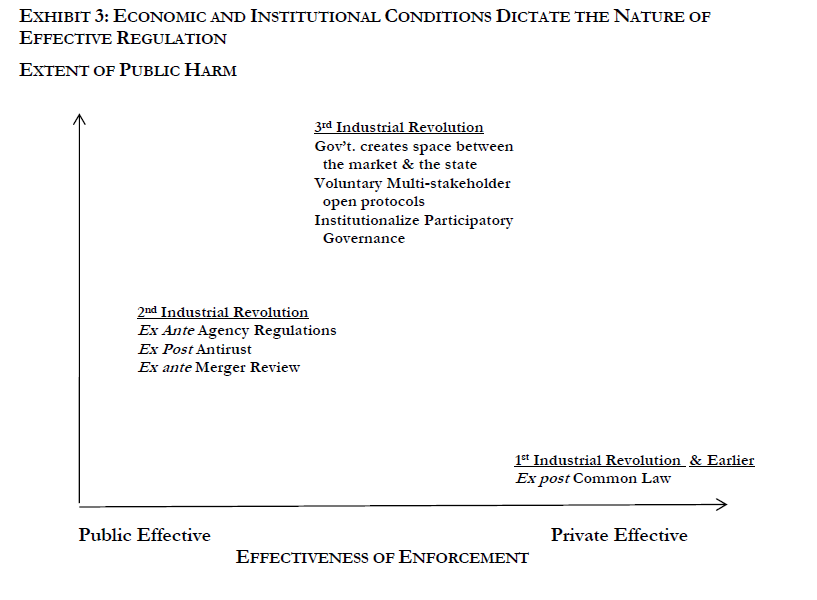 EXHIBIT 3: ECONOMIC AND INSTITUTIONAL CONDITIONS DICTATE THE NATURE OF
EFFECTIVE REGULATION
EXTENT OF PUBLIC HARM
3rd Industrial Revolution
Gov't. creates space between
the market & the state
Voluntary Multi-stakeholder
open protocols
Institutionalize Participatory
Governance
2nd Industrial Revolution
Ex Ante Agency Regulations
Ex Post Antirust
Ex ante Merger Review
1st Industrial Revolution & Earlier
Ex post Common Law
Public Effective
Private Effective
EFFECTIVENESS OF ENFORCEMENT